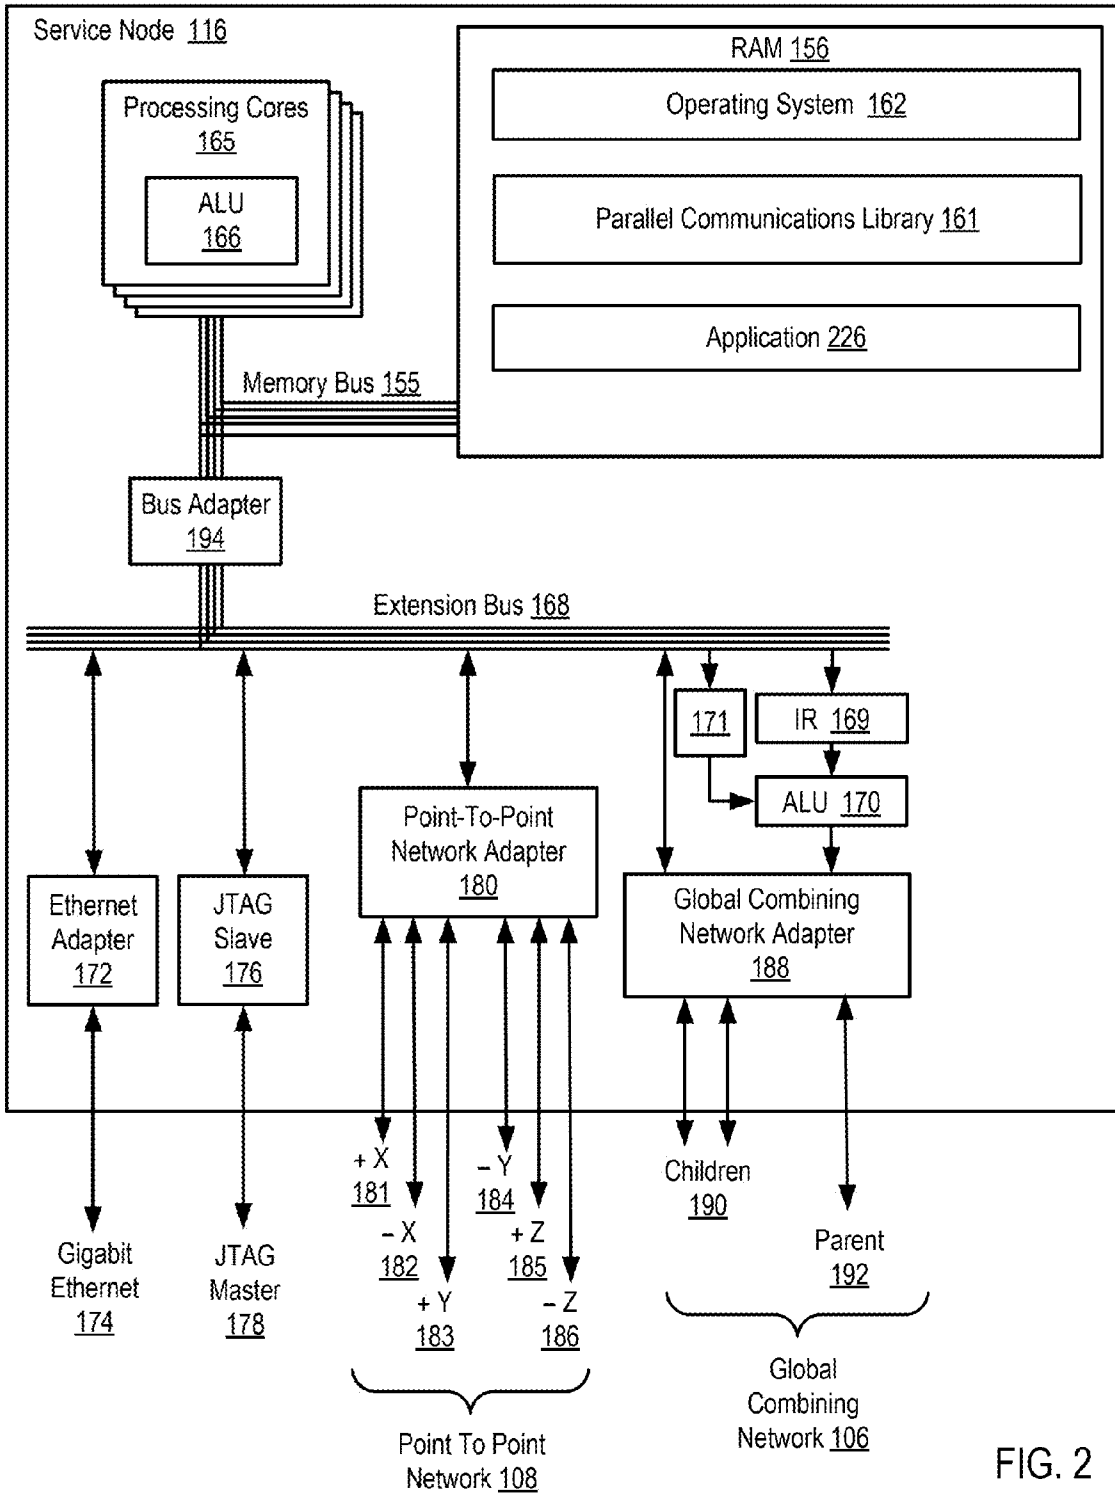 Service Node 116
RAM 156
Processing Cores
165
ALU
166
Operating System 162
Parallel Communications Library 161
Application 226
Memory Bus 155
Bus Adapter
194
Extension Bus 168
171
IR 169
ALU 170
Point-To-Point
Network Adapter
180
Ethernet
Adapter
172
JTAG
Slave
176
Global Combining
Network Adapter
188
+ X
181
– X
182
+ Y
183
– Y
184
+ Z
185
– Z
186
Children
190
Parent
192
Gigabit
Ethernet
174
JTAG
Master
178
Point To Point
Network 108
Global
Combining
Network 106
FIG. 2